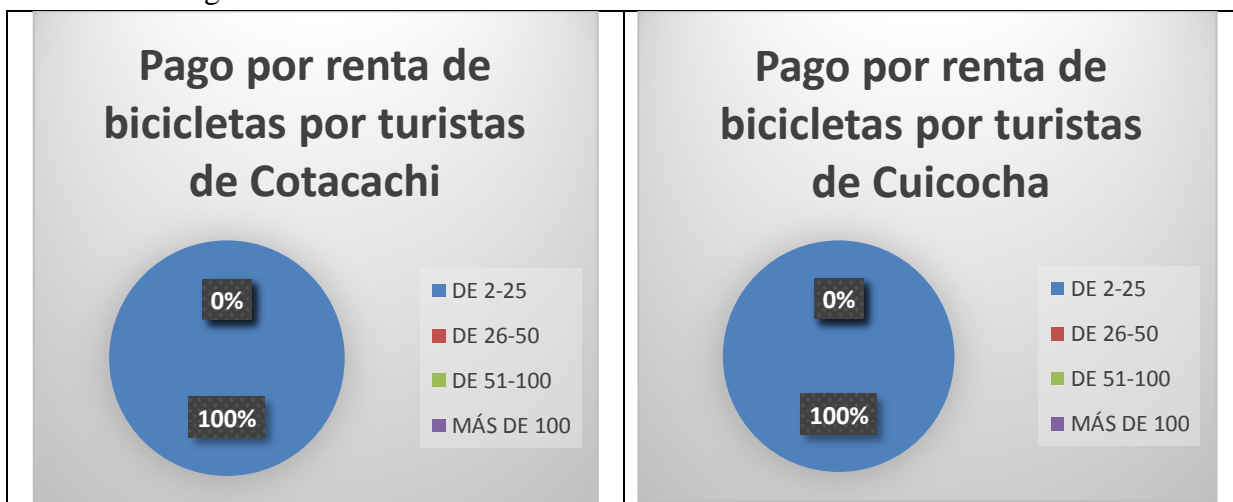 Pago por renta de
bicicletas por turistas
de Cotacachi
0%
100%
DE 2-25
DE 26-50
DE 51-100
MÁS DE 100
Pago por renta de
bicicletas por turistas
de Cuicocha
0%
100%
DE 2-25
DE 26-50
DE 51-100
MÁS DE 100